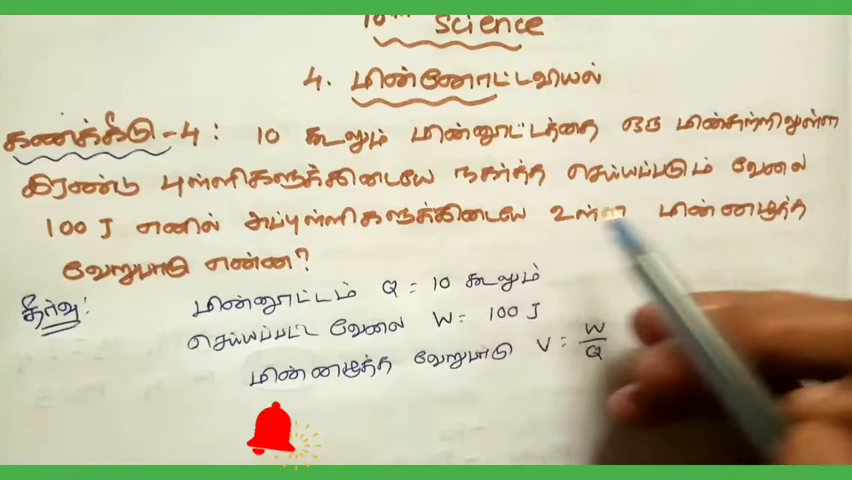 10th Science
4. மின்னோட்டவியல்
கணக்கீடு - 4 : 10 கூலூம் மின்னூட்டத்தை ஒரு மின்சுற்றிலுள்ள
இரண்டு புள்ளிகளுக்கிடையே நகர்த்த செய்யப்படும் வேலை
100 J எனில் அப்புள்ளிகளுக்கிடையே உள்ள மின்னழுத்த
வேறுபாடு என்ன?
தீர்வு:
மின்னூட்டம் Q = 10 கூலூம்
செய்யப்பட்ட வேலை W = 100 J
மின்னழுத்த வேறுபாடு V = W/Q